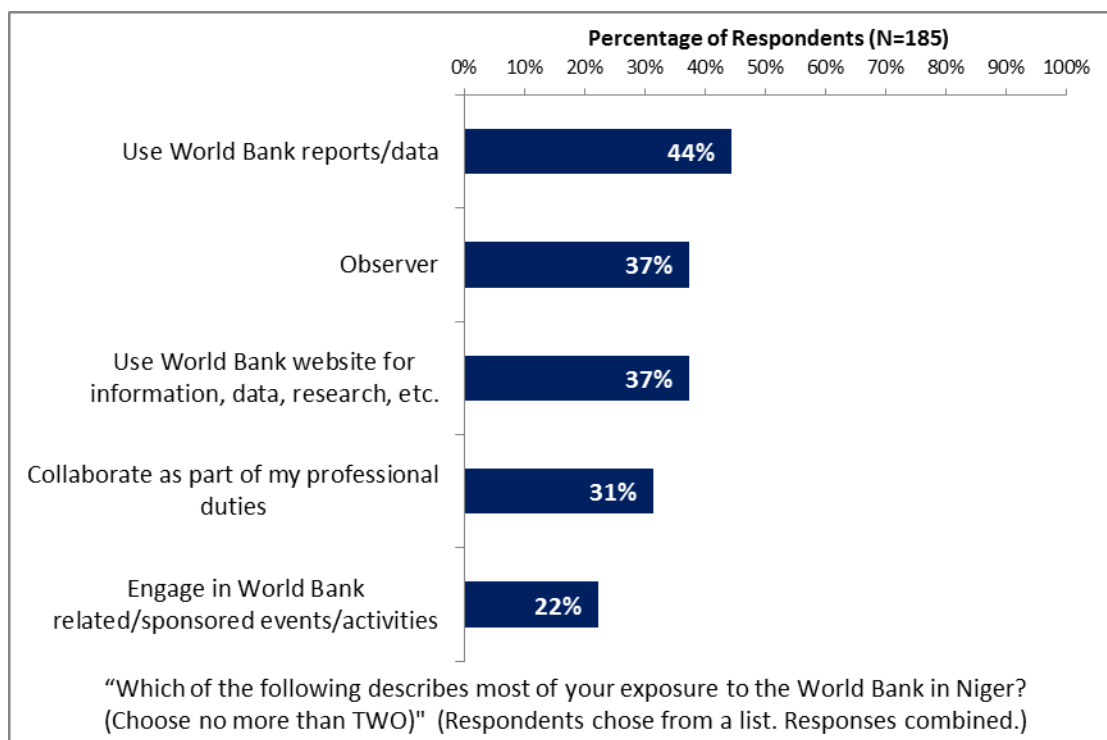 Percentage of Respondents (N=185)
0% 10% 20% 30% 40% 50% 60% 70% 80% 90% 100%
Use World Bank reports/data
44%
Observer
37%
Use World Bank website for
information, data, research, etc.
37%
Collaborate as part of my professional
duties
31%
Engage in World Bank
related/sponsored events/activities
22%
“Which of the following describes most of your exposure to the World Bank in Niger?
(Choose no more than TWO)" (Respondents chose from a list. Responses combined.)